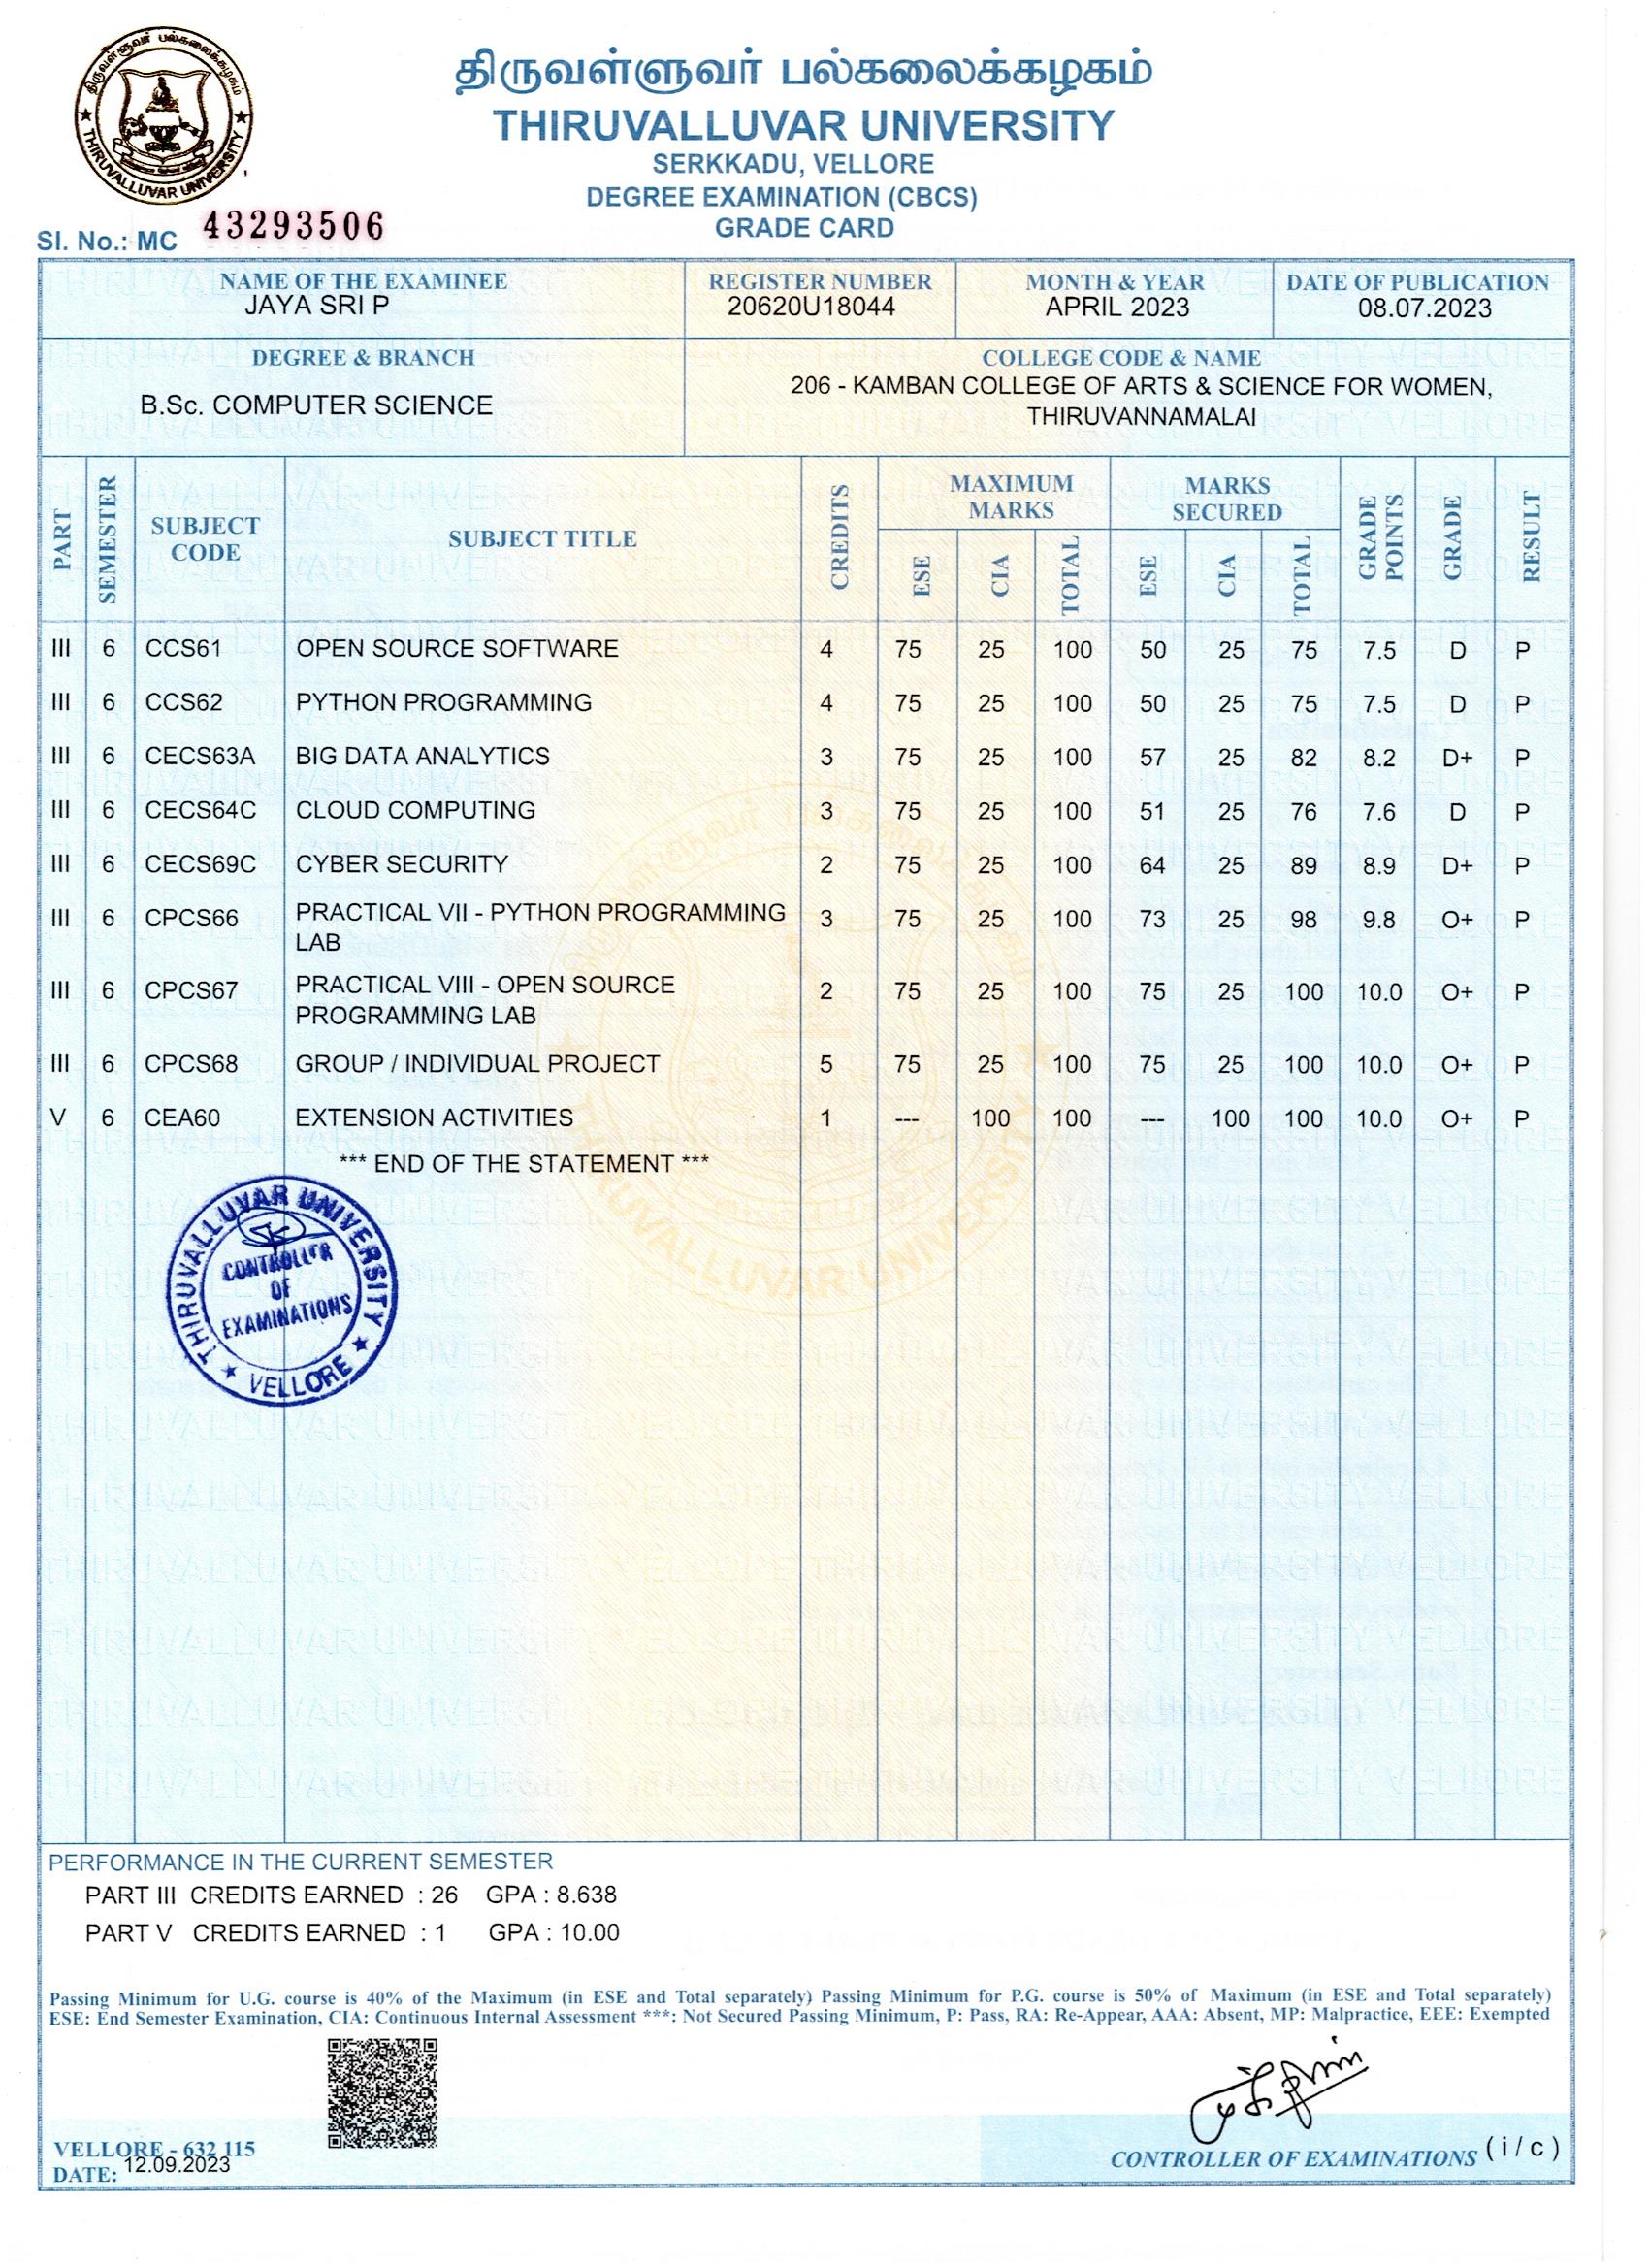 திருவள்ளுவர் பல்கலைக்கழகம்
THIRUVALLUVAR UNIVERSITY
SERKKADU, VELLORE
DEGREE EXAMINATION (CBCS)
GRADE CARD
திருவள்ளுவர் பல்கலைக்கழகம்
THIRUVALLUVAR UNIVERSITY
Sl. No.: MC 43293506
NAME OF THE EXAMINEE REGISTER NUMBER MONTH & YEAR DATE OF PUBLICATION
JAYA SRI P 20620U18044 APRIL 2023 08.07.2023
DEGREE & BRANCH COLLEGE CODE & NAME
B.Sc. COMPUTER SCIENCE 206 - KAMBAN COLLEGE OF ARTS & SCIENCE FOR WOMEN,
THIRUVANNAMALAI
PART SEMESTER SUBJECT CODE SUBJECT TITLE CREDITS MAXIMUM MARKS MARKS SECURED GRADE POINTS GRADE RESULT
ESE CIA TOTAL ESE CIA TOTAL
III 6 CCS61 OPEN SOURCE SOFTWARE 4 75 25 100 50 25 75 7.5 D P
III 6 CCS62 PYTHON PROGRAMMING 4 75 25 100 50 25 75 7.5 D P
III 6 CECS63A BIG DATA ANALYTICS 3 75 25 100 57 25 82 8.2 D+ P
III 6 CECS64C CLOUD COMPUTING 3 75 25 100 51 25 76 7.6 D P
III 6 CECS69C CYBER SECURITY 2 75 25 100 64 25 89 8.9 D+ P
III 6 CPCS66 PRACTICAL VII - PYTHON PROGRAMMING 3 75 25 100 73 25 98 9.8 O+ P
LAB
III 6 CPCS67 PRACTICAL VIII - OPEN SOURCE 2 75 25 100 75 25 100 10.0 O+ P
PROGRAMMING LAB
III 6 CPCS68 GROUP / INDIVIDUAL PROJECT 5 75 25 100 75 25 100 10.0 O+ P
V 6 CEA60 EXTENSION ACTIVITIES 1 --- 100 100 --- 100 100 10.0 O+ P
*** END OF THE STATEMENT ***
THIRUVALLUVAR UNIVERSITY
CONTROLLER
OF
EXAMINATIONS
VELLORE
PERFORMANCE IN THE CURRENT SEMESTER
PART III CREDITS EARNED : 26 GPA : 8.638
PART V CREDITS EARNED : 1 GPA : 10.00
Passing Minimum for U.G. course is 40% of the Maximum (in ESE and Total separately) Passing Minimum for P.G. course is 50% of Maximum (in ESE and Total separately)
ESE: End Semester Examination, CIA: Continuous Internal Assessment ***: Not Secured Passing Minimum, P: Pass, RA: Re-Appear, AAA: Absent, MP: Malpractice, EEE: Exempted
VELLORE - 632 115
DATE: 12.09.2023
CONTROLLER OF EXAMINATIONS (i/c)